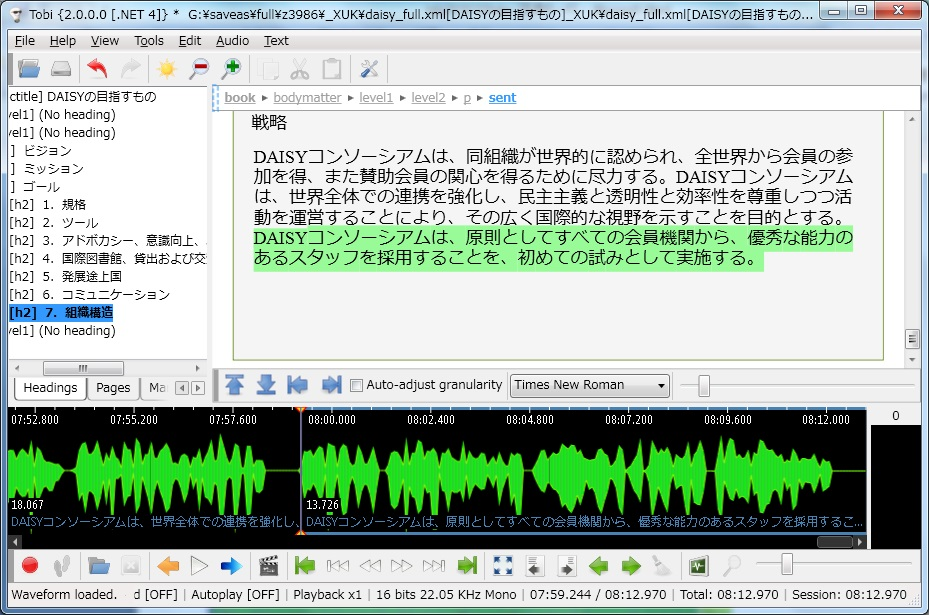 Tobi {2.0.0.0 [.NET 4]} * G:¥saveas¥full¥z3986¥_XUK¥daisy_full.xml[DAISYの目指すもの]_XUK¥daisy_full.xml[DAISYの目指すもの...
File Help View Tools Edit Audio Text
book ▸ bodymatter ▸ level1 ▸ level2 ▸ p ▸ sent
ctitle] DAISYの目指すもの
vel1] (No heading)
vel1] (No heading)
] ビジョン
] ミッション
] ゴール
[h2] 1. 規格
[h2] 2. ツール
[h2] 3. アドボカシー、意識向上、
[h2] 4. 国際図書館、貸出および交
[h2] 5. 発展途上国
[h2] 6. コミュニケーション
[h2] 7. 組織構造
vel1] (No heading)
Headings Pages Ma
戦略
DAISYコンソーシアムは、同組織が世界的に認められ、全世界から会員の参
加を得、また賛助会員の関心を得るために尽力する。DAISYコンソーシアム
は、世界全体での連携を強化し、民主主義と透明性と効率性を尊重しつつ活
動を運営することにより、その広く国際的な視野を示すことを目的とする。
DAISYコンソーシアムは、原則としてすべての会員機関から、優秀な能力の
あるスタッフを採用することを、初めての試みとして実施する。
Auto-adjust granularity Times New Roman
07:52.800 07:55.200 07:57.600 08:00.000 08:02.400 08:04.800 08:07.200 08:09.600 08:12.000 0
18.067 13.726
DAISYコンソーシアムは、世界全体での連携を強化し、 DAISYコンソーシアムは、原則としてすべての会員機関から、優秀な能力のあるスタッフを採用するこ...
Waveform loaded. d [OFF] | Autoplay [OFF] | Playback x1 | 16 bits 22.05 KHz Mono | 07:59.244 / 08:12.970 | Total: 08:12.970 | Session: 08:12.970